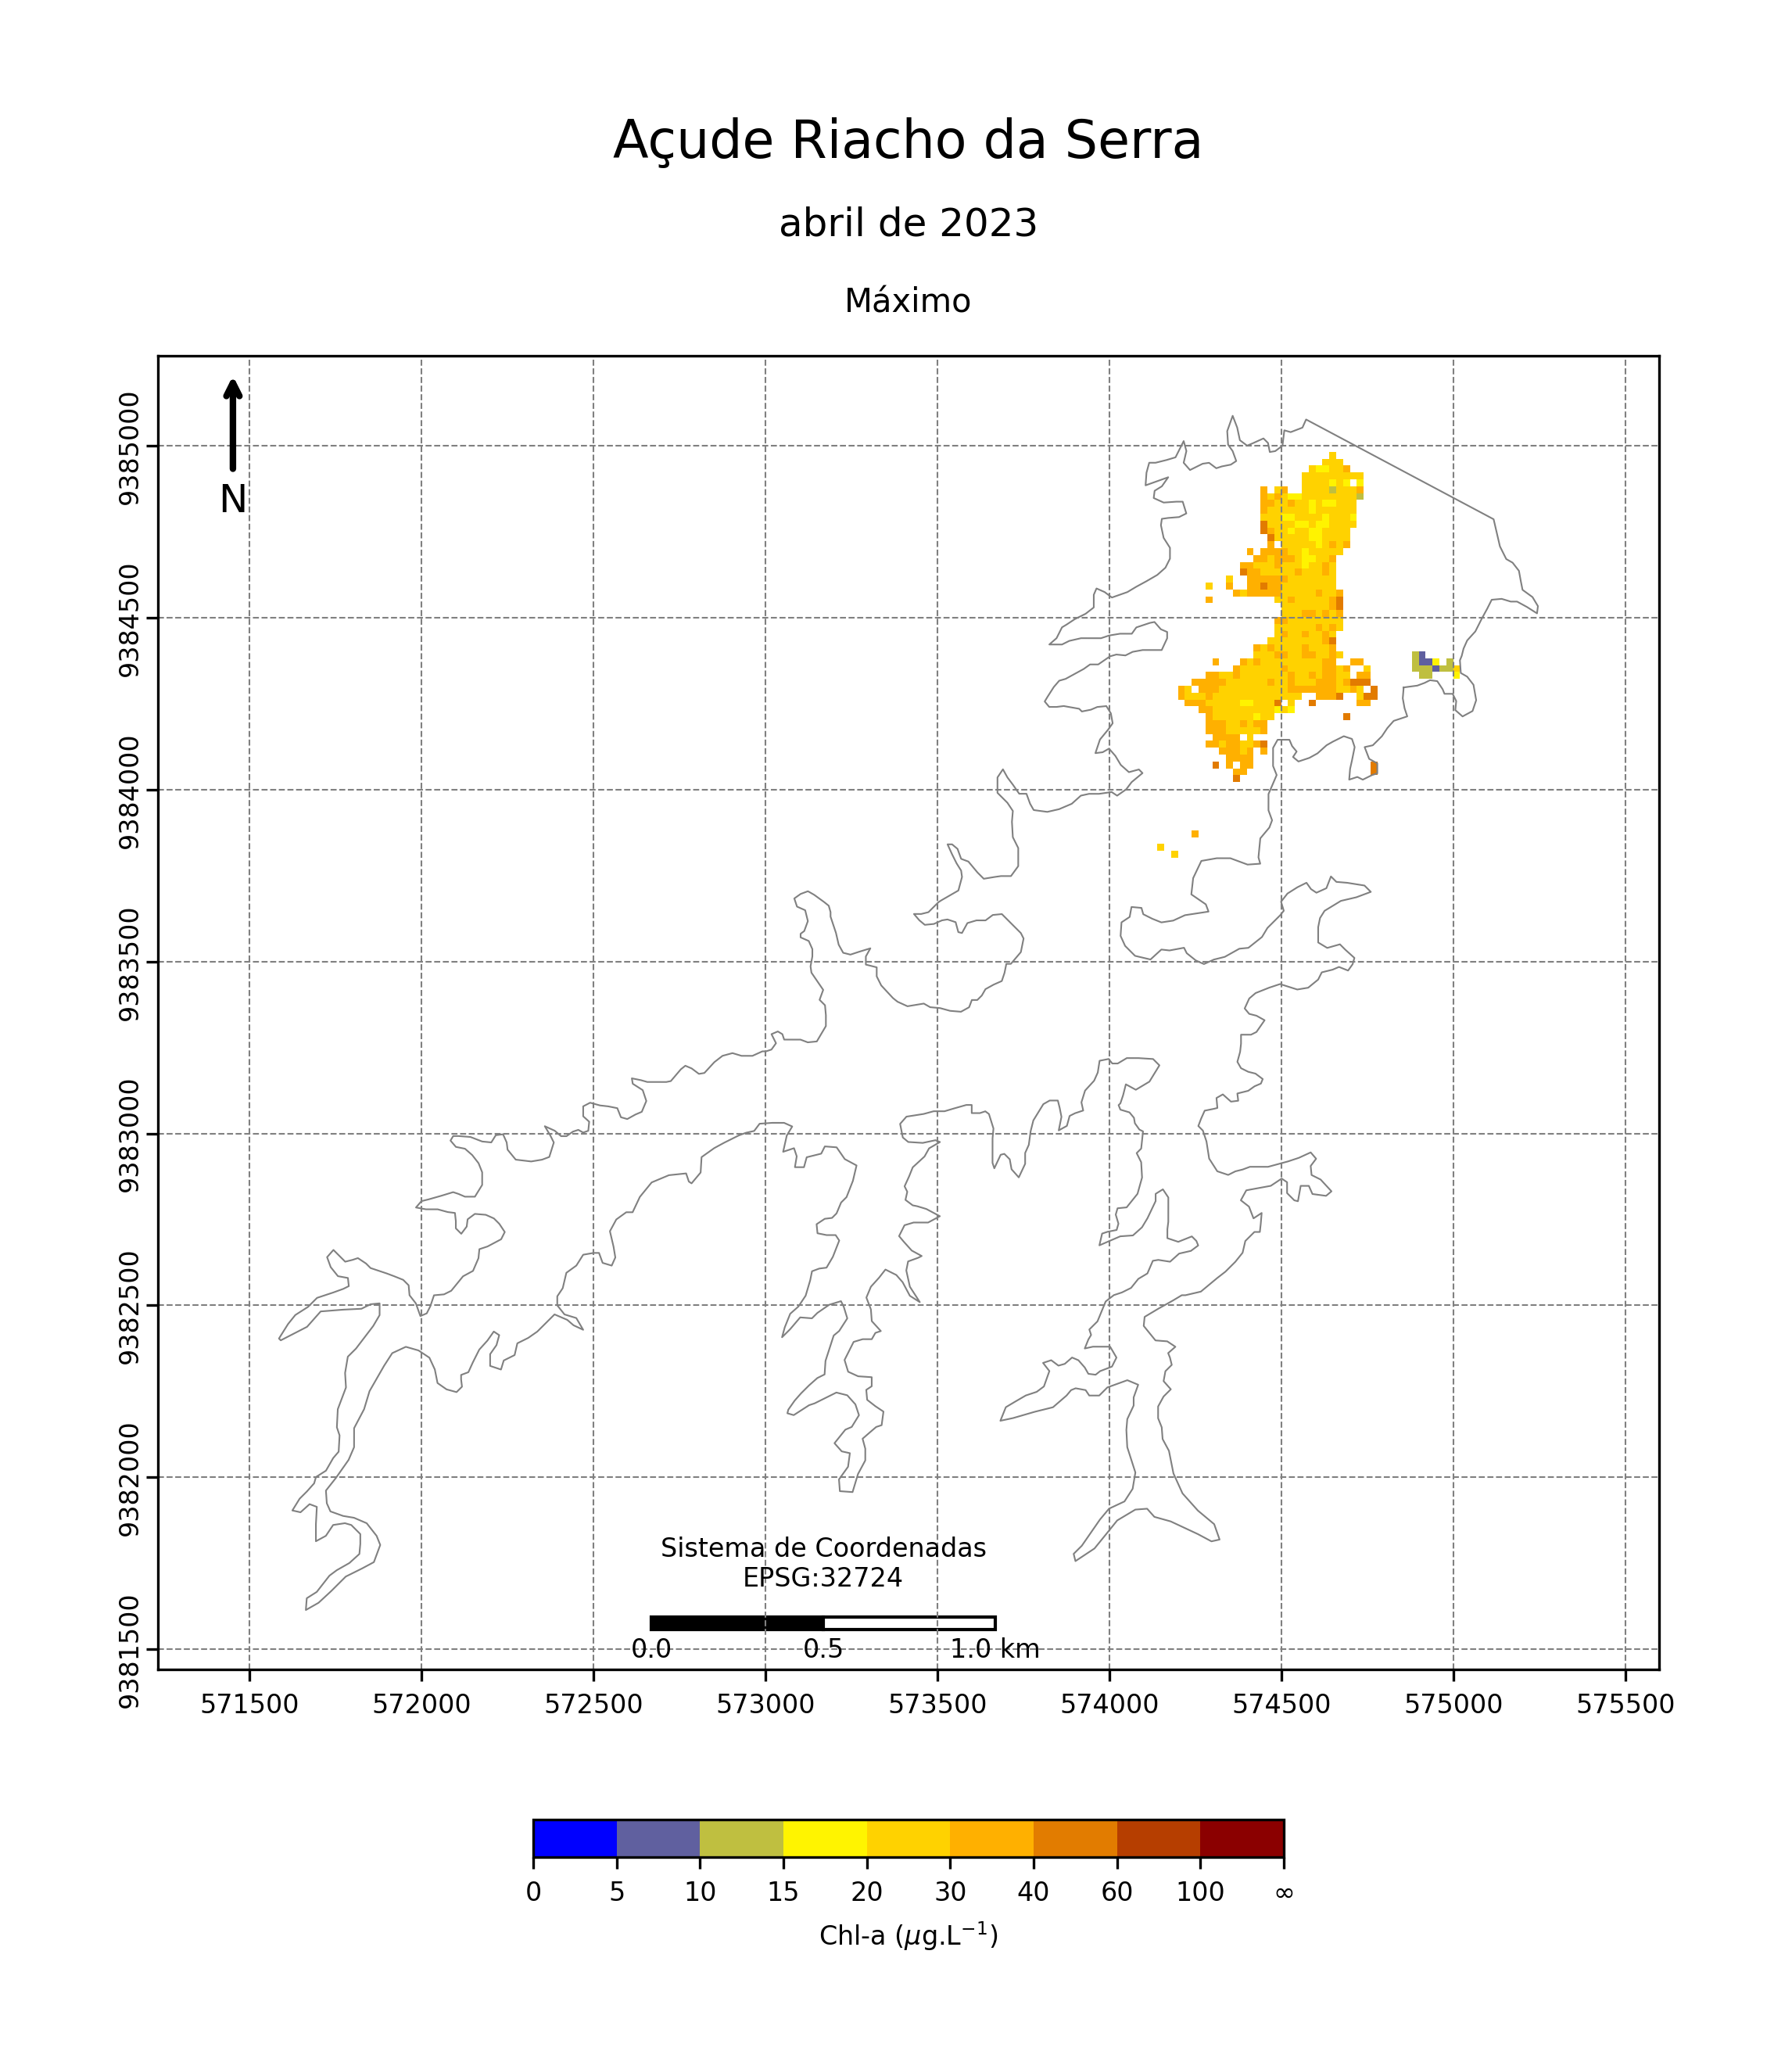 Açude Riacho da Serra
abril de 2023
Máximo
N
9385000
9384500
9384000
9383500
9383000
9382500
9382000
9381500
Sistema de Coordenadas
EPSG:32724
0.0 0.5 1.0 km
571500 572000 572500 573000 573500 574000 574500 575000 575500
0 5 10 15 20 30 40 60 100 ∞
Chl-a (μg.L⁻¹)